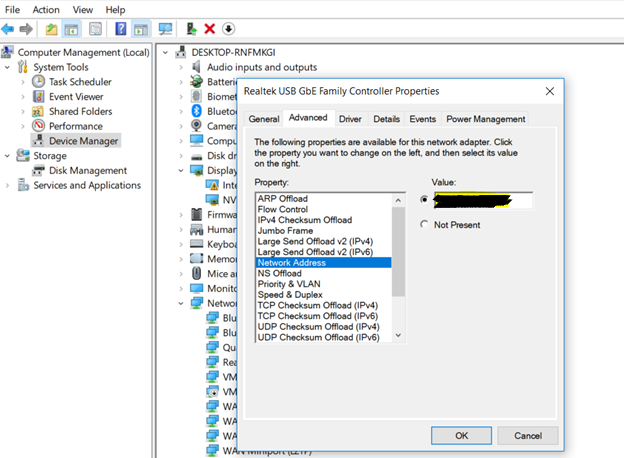 File Action View Help
Computer Management (Local)
System Tools
Task Scheduler
Event Viewer
Shared Folders
Performance
Device Manager
Storage
Disk Management
Services and Applications
DESKTOP-RNFMKGI
Audio inputs and outputs
Batterie
Biomet
Bluetoo
Camera
Compu
Disk dri
Display
Inte
NV
Firmwa
Human
Keyboa
Memo
Mice a
Monito
Networ
Blu
Blu
Qua
Rea
VM
VM
WA
WA
WA
WAN Miniport (L2TP)
Realtek USB GbE Family Controller Properties
General Advanced Driver Details Events Power Management
The following properties are available for this network adapter. Click
the property you want to change on the left, and then select its value
on the right.
Property:
ARP Offload
Flow Control
IPv4 Checksum Offload
Jumbo Frame
Large Send Offload v2 (IPv4)
Large Send Offload v2 (IPv6)
Network Address
NS Offload
Priority & VLAN
Speed & Duplex
TCP Checksum Offload (IPv4)
TCP Checksum Offload (IPv6)
UDP Checksum Offload (IPv4)
UDP Checksum Offload (IPv6)
Value:
Not Present
OK Cancel